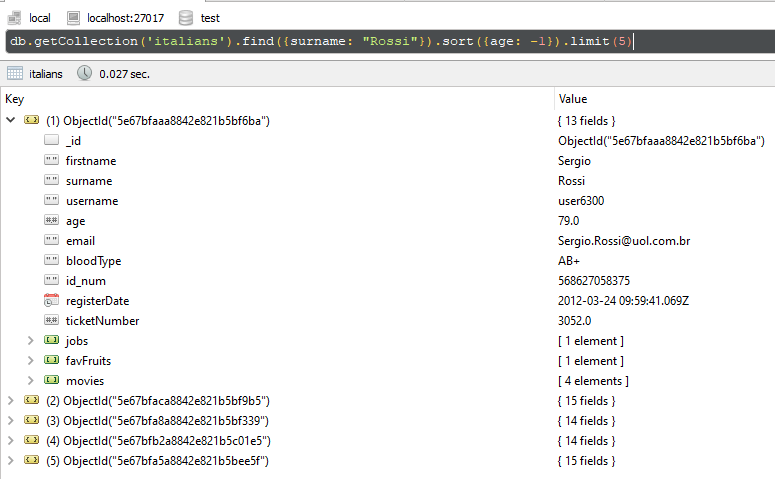 local localhost:27017 test
db.getCollection('italians').find({surname: "Rossi"}).sort({age: -1}).limit(5)
italians 0.027 sec.
Key Value
(1) ObjectId("5e67bfaaa8842e821b5bf6ba") { 13 fields }
_id ObjectId("5e67bfaaa8842e821b5bf6ba")
firstname Sergio
surname Rossi
username user6300
age 79.0
email Sergio.Rossi@uol.com.br
bloodType AB+
id_num 568627058375
registerDate 2012-03-24 09:59:41.069Z
ticketNumber 3052.0
jobs [ 1 element ]
favFruits [ 1 element ]
movies [ 4 elements ]
(2) ObjectId("5e67bfaca8842e821b5bf9b5") { 15 fields }
(3) ObjectId("5e67bfa8a8842e821b5bf339") { 14 fields }
(4) ObjectId("5e67bfb2a8842e821b5c01e5") { 14 fields }
(5) ObjectId("5e67bfa5a8842e821b5bee5f") { 15 fields }